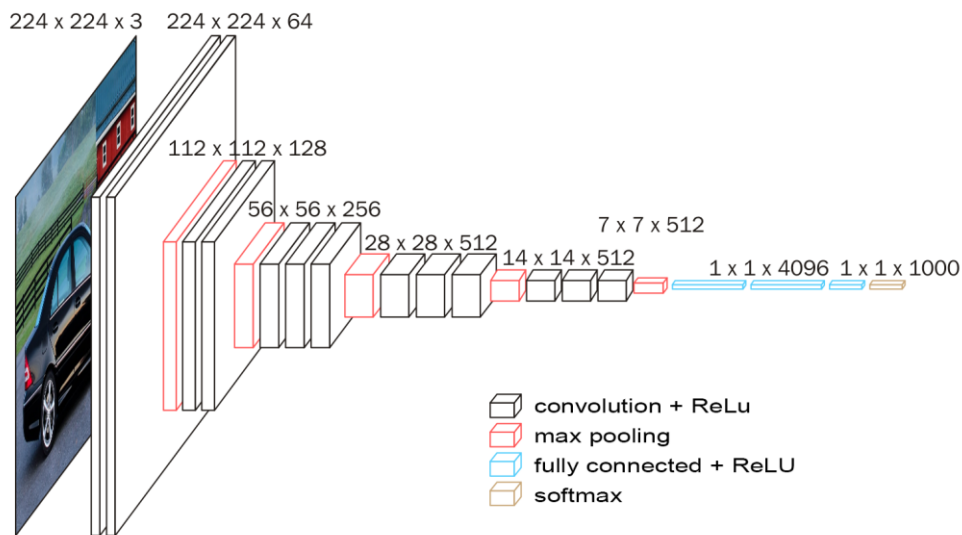 224 x 224 x 3
224 x 224 x 64
112 x 112 x 128
56 x 56 x 256
28 x 28 x 512
14 x 14 x 512
7 x 7 x 512
1 x 1 x 4096
1 x 1 x 1000
convolution + ReLu
max pooling
fully connected + ReLU
softmax